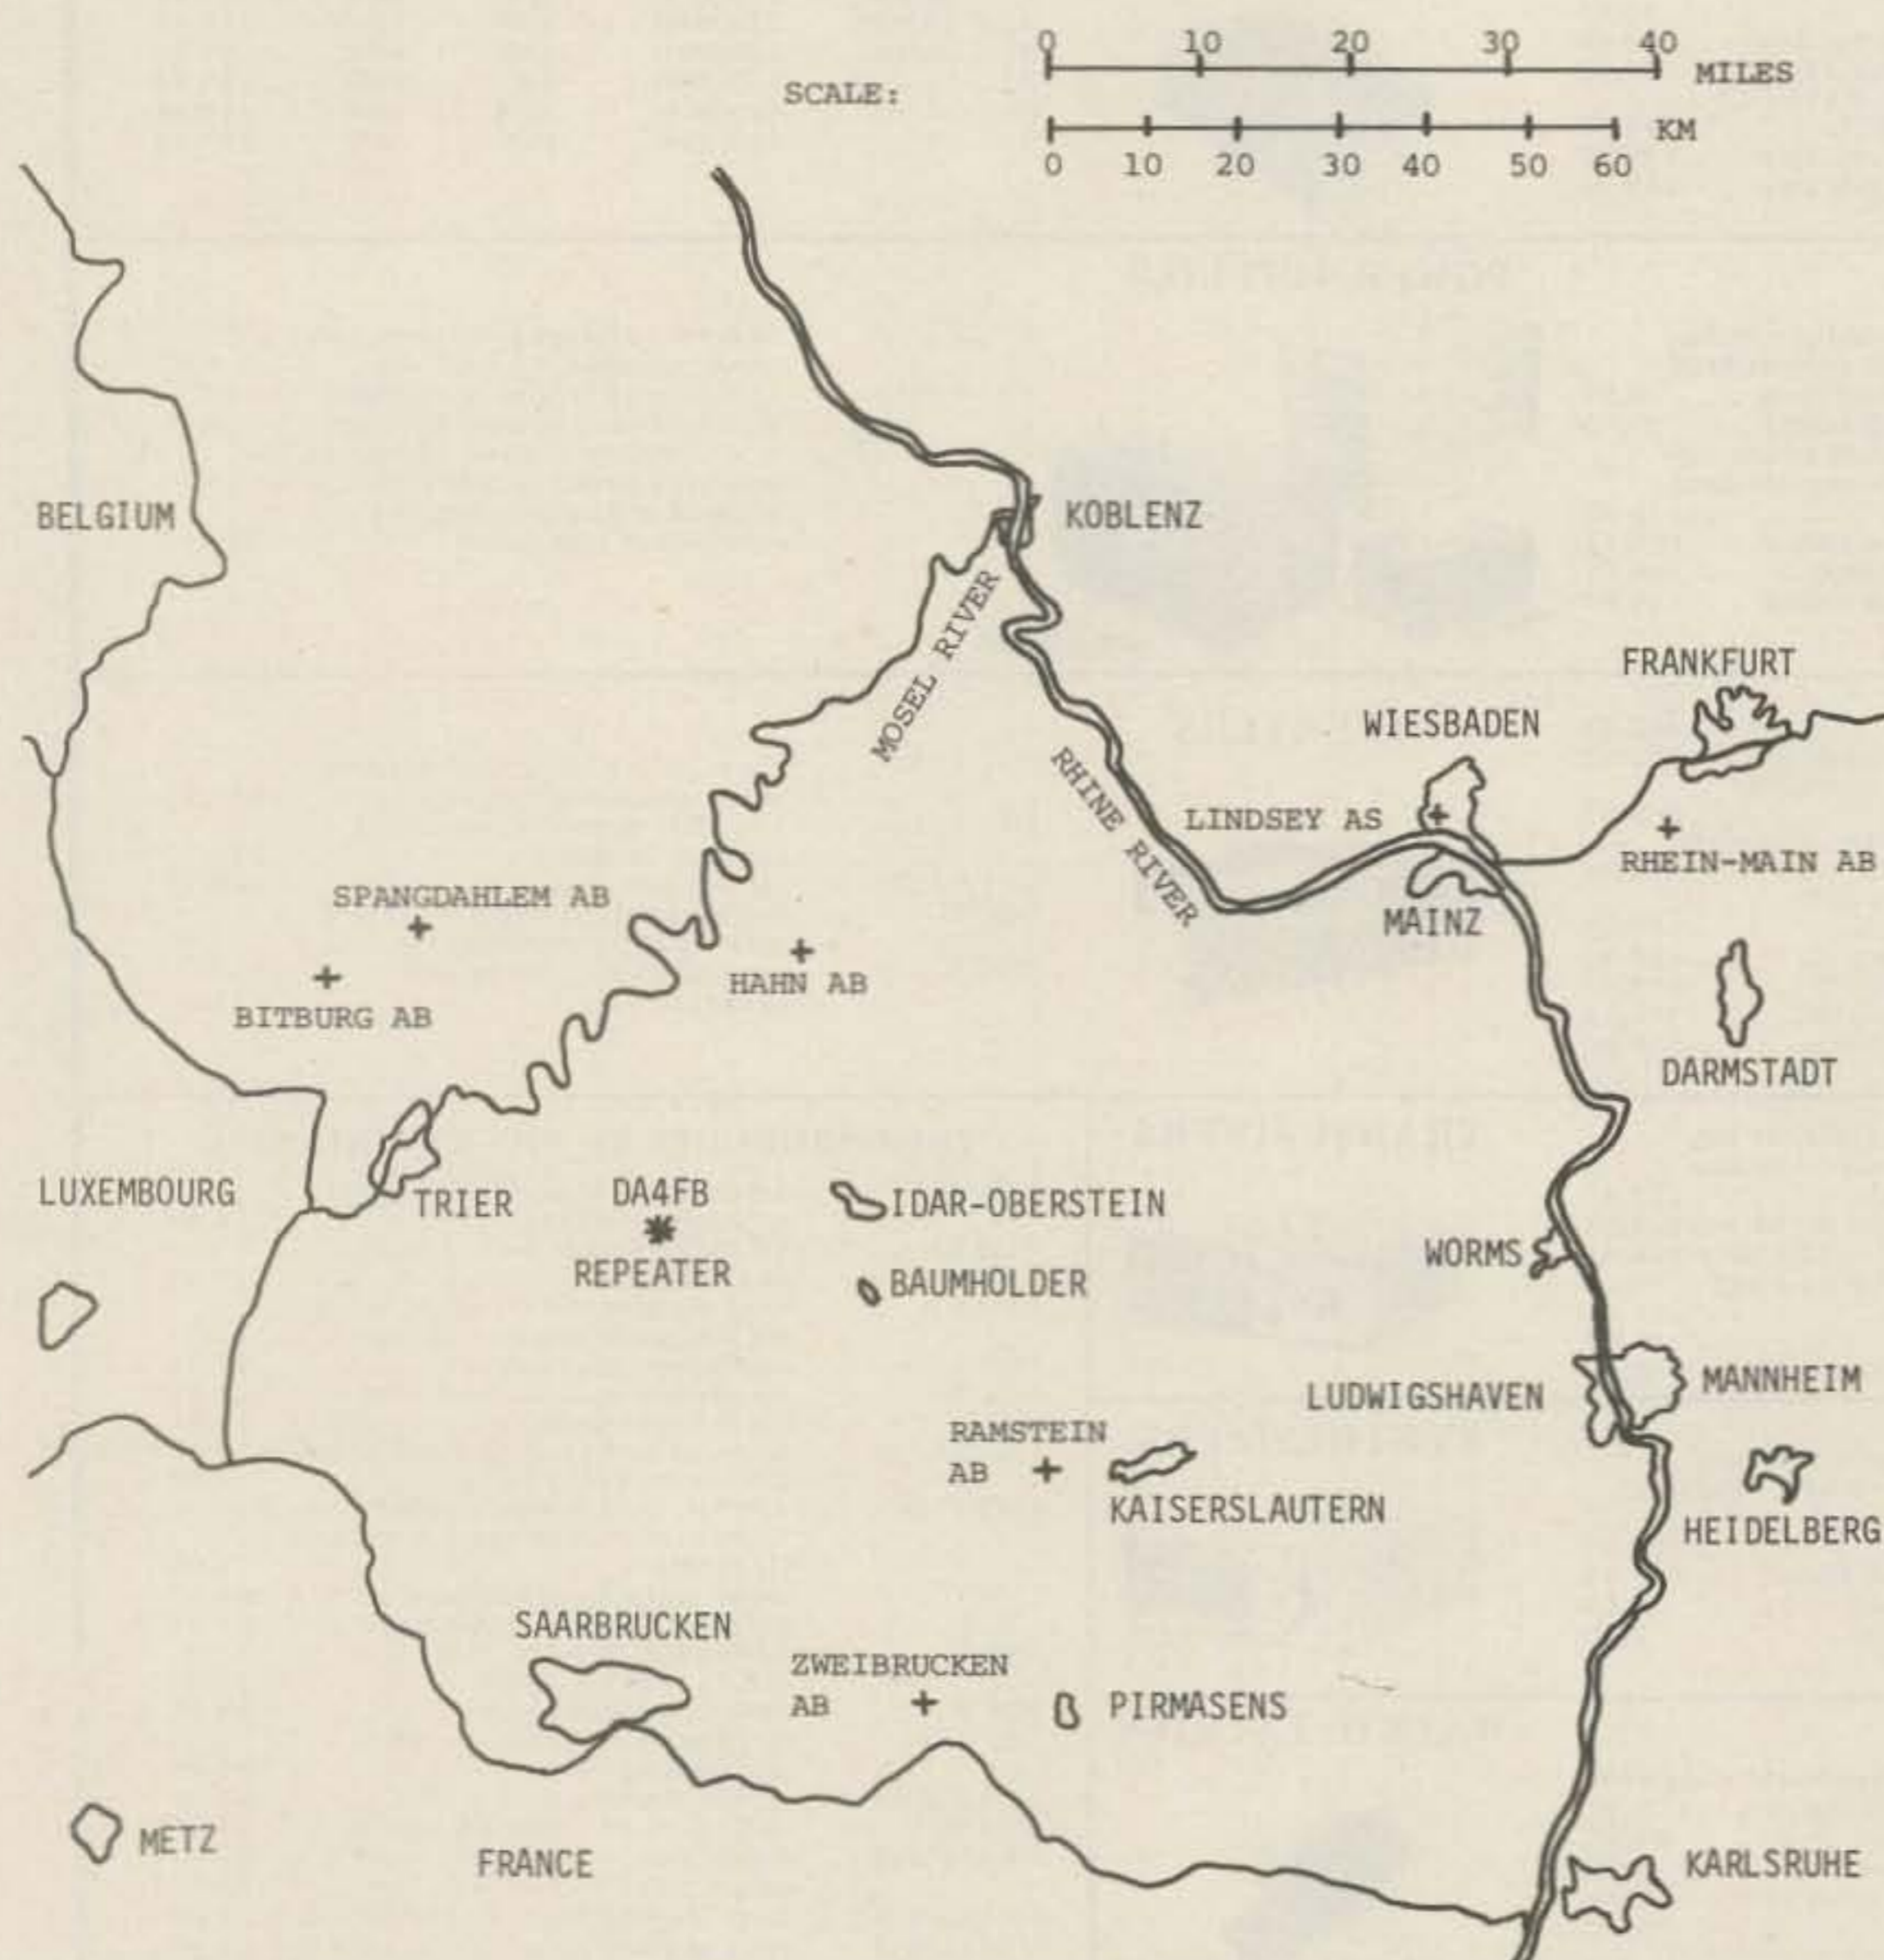 0 10 20 30 40
MILES
SCALE:
KM
0 10 20 30 40 50 60
BELGIUM
KOBLENZ
MOSEL RIVER
FRANKFURT
WIESBADEN
RHINE RIVER
LINDSEY AS
RHEIN-MAIN AB
SPANGDAHLEM AB
MAINZ
HAHN AB
BITBURG AB
DARMSTADT
LUXEMBOURG
TRIER
DA4FB
REPEATER
IDAR-OBERSTEIN
WORMS
BAUMHOLDER
MANNHEIM
LUDWIGSHAVEN
RAMSTEIN
AB
KAISERSLAUTERN
HEIDELBERG
SAARBRUCKEN
ZWEIBRUCKEN
AB
PIRMASENS
METZ
FRANCE
KARLSRUHE